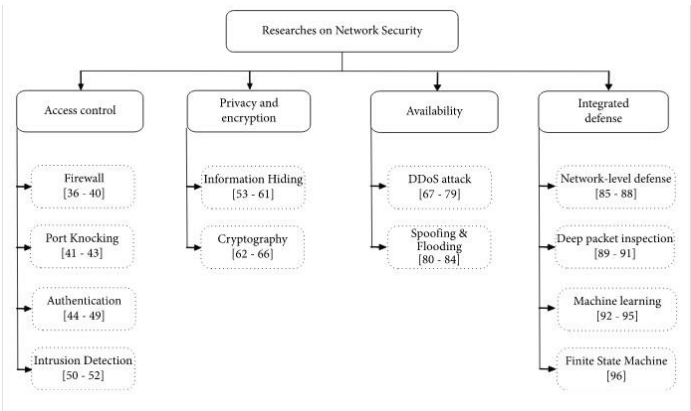 Researches on Network Security
Access control
Privacy and
encryption
Availability
Integrated
defense
Firewall
[36 - 40]
Port Knocking
[41 - 43]
Authentication
[44 - 49]
Intrusion Detection
[50 - 52]
Information Hiding
[53 - 61]
Cryptography
[62 - 66]
DDoS attack
[67 - 79]
Spoofing &
Flooding
[80 - 84]
Network-level defense
[85 - 88]
Deep packet inspection
[89 - 91]
Machine learning
[92 - 95]
Finite State Machine
[96]